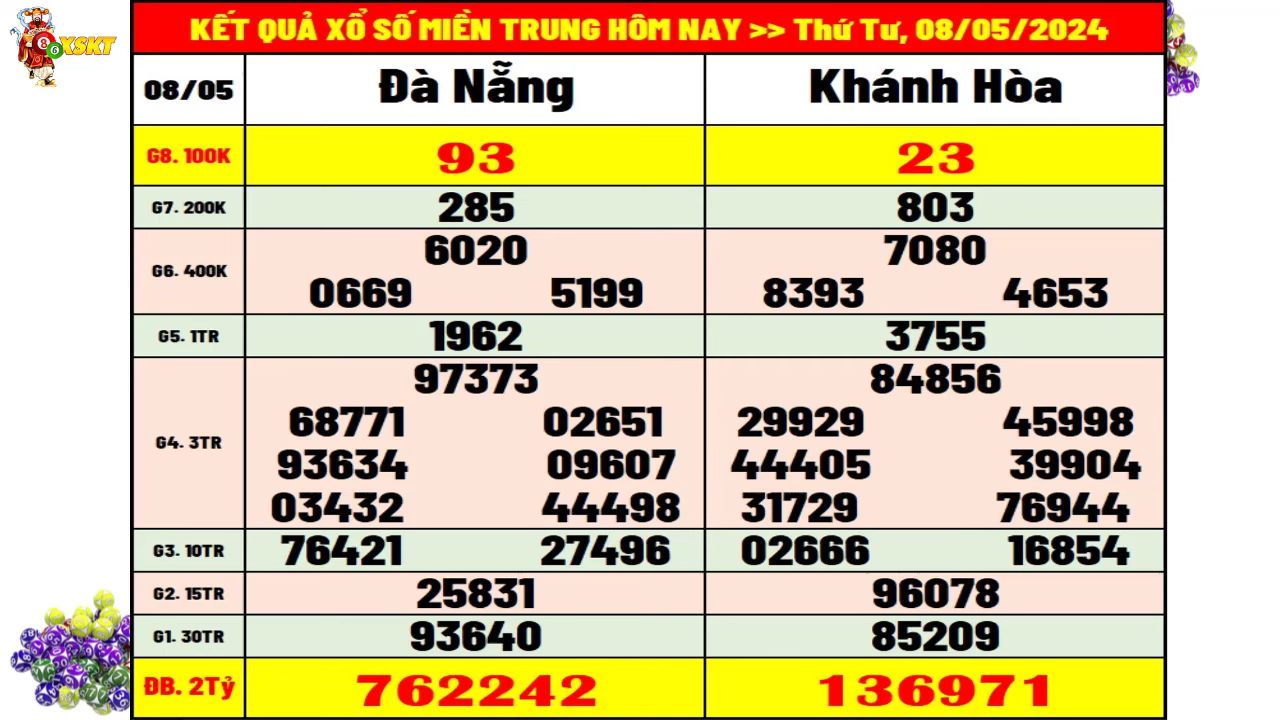 XSKT
KẾT QUẢ XỔ SỐ MIỀN TRUNG HÔM NAY >> Thứ Tư, 08/05/2024
08/05 Đà Nẵng Khánh Hòa
G8. 100K 93 23
G7. 200K 285 803
6020 7080
G6. 400K
0669 5199 8393 4653
G5. 1TR 1962 3755
97373 84856
68771 02651 29929 45998
G4. 3TR
93634 09607 44405 39904
03432 44498 31729 76944
G3. 10TR 76421 27496 02666 16854
G2. 15TR 25831 96078
G1. 30TR 93640 85209
ĐB. 2Tỷ 762242 136971